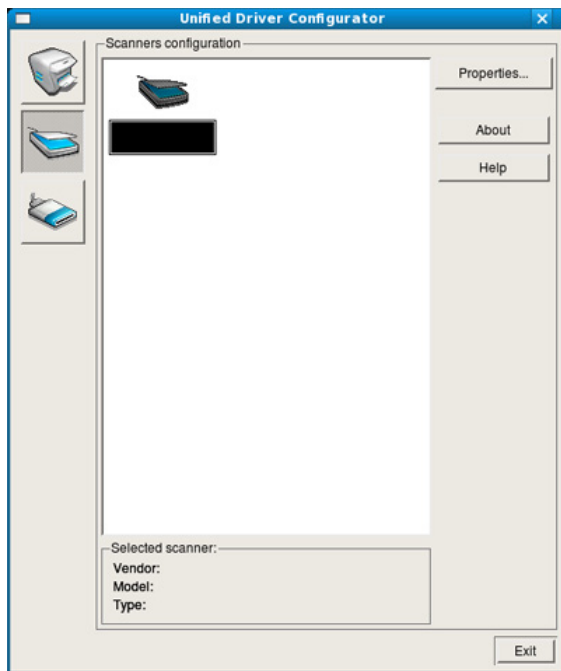 Unified Driver Configurator
Scanners configuration
Properties...
About
Help
Selected scanner:
Vendor:
Model:
Type:
Exit